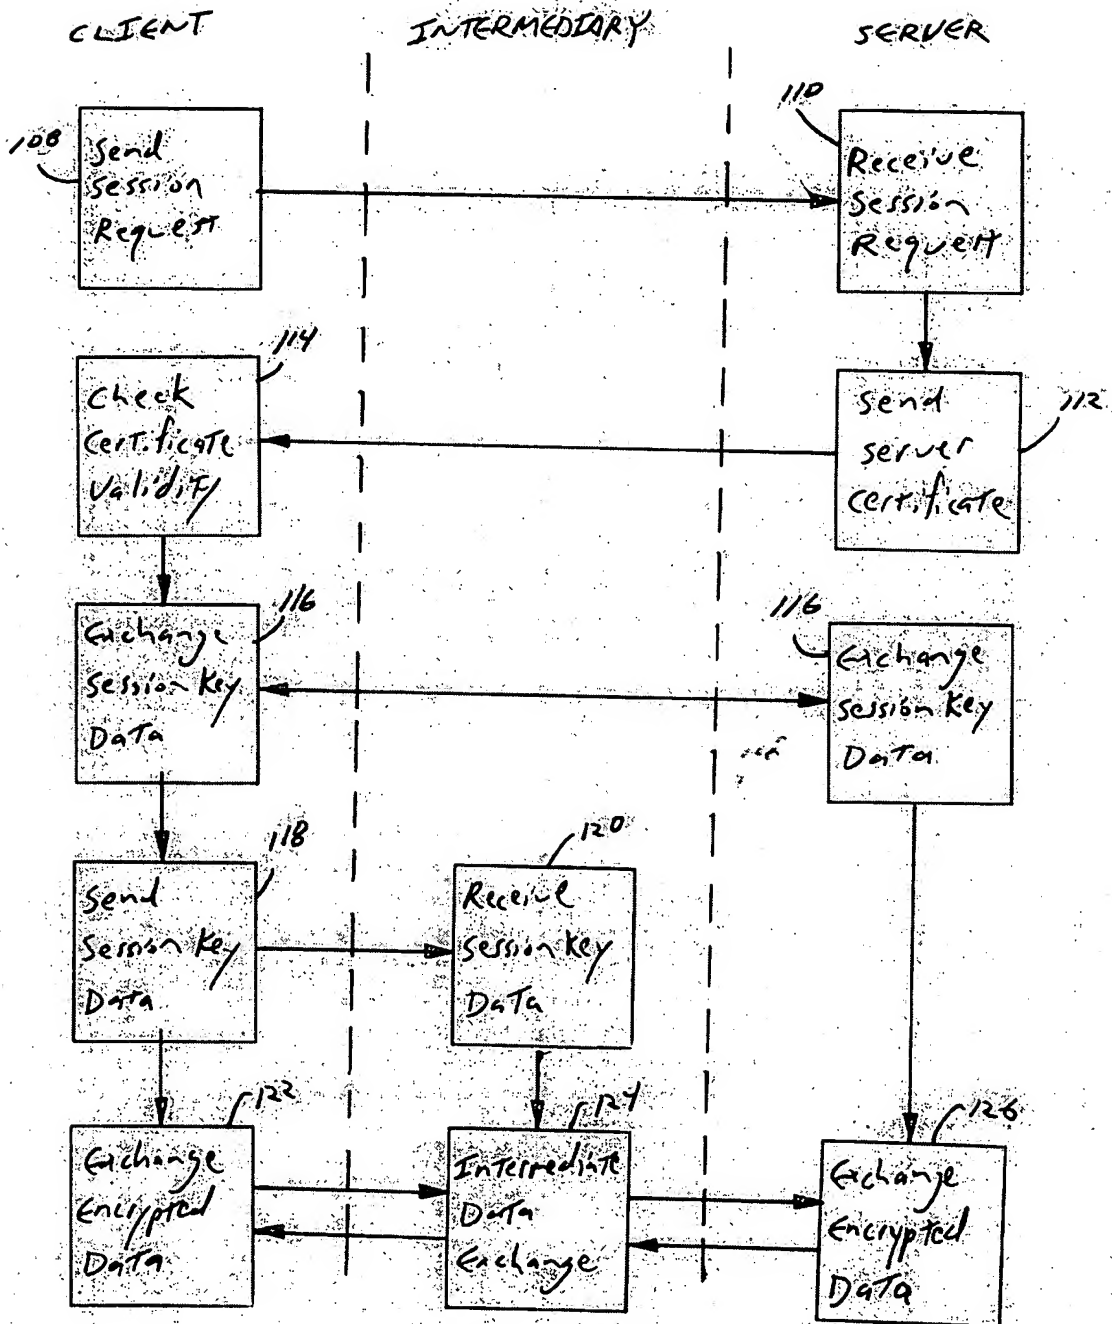 CLIENT
INTERMEDIARY
SERVER
108
Send
Session
Request
110
Receive
Session
Request
114
Check
Certificate
Validity
Send
Server
Certificate
112
116
Exchange
Session Key
Data
116
Exchange
Session Key
Data
118
Send
Session Key
Data
120
Receive
Session Key
Data
122
Exchange
Encrypted
Data
124
Intermediate
Data
Exchange
126
Exchange
Encrypted
Data